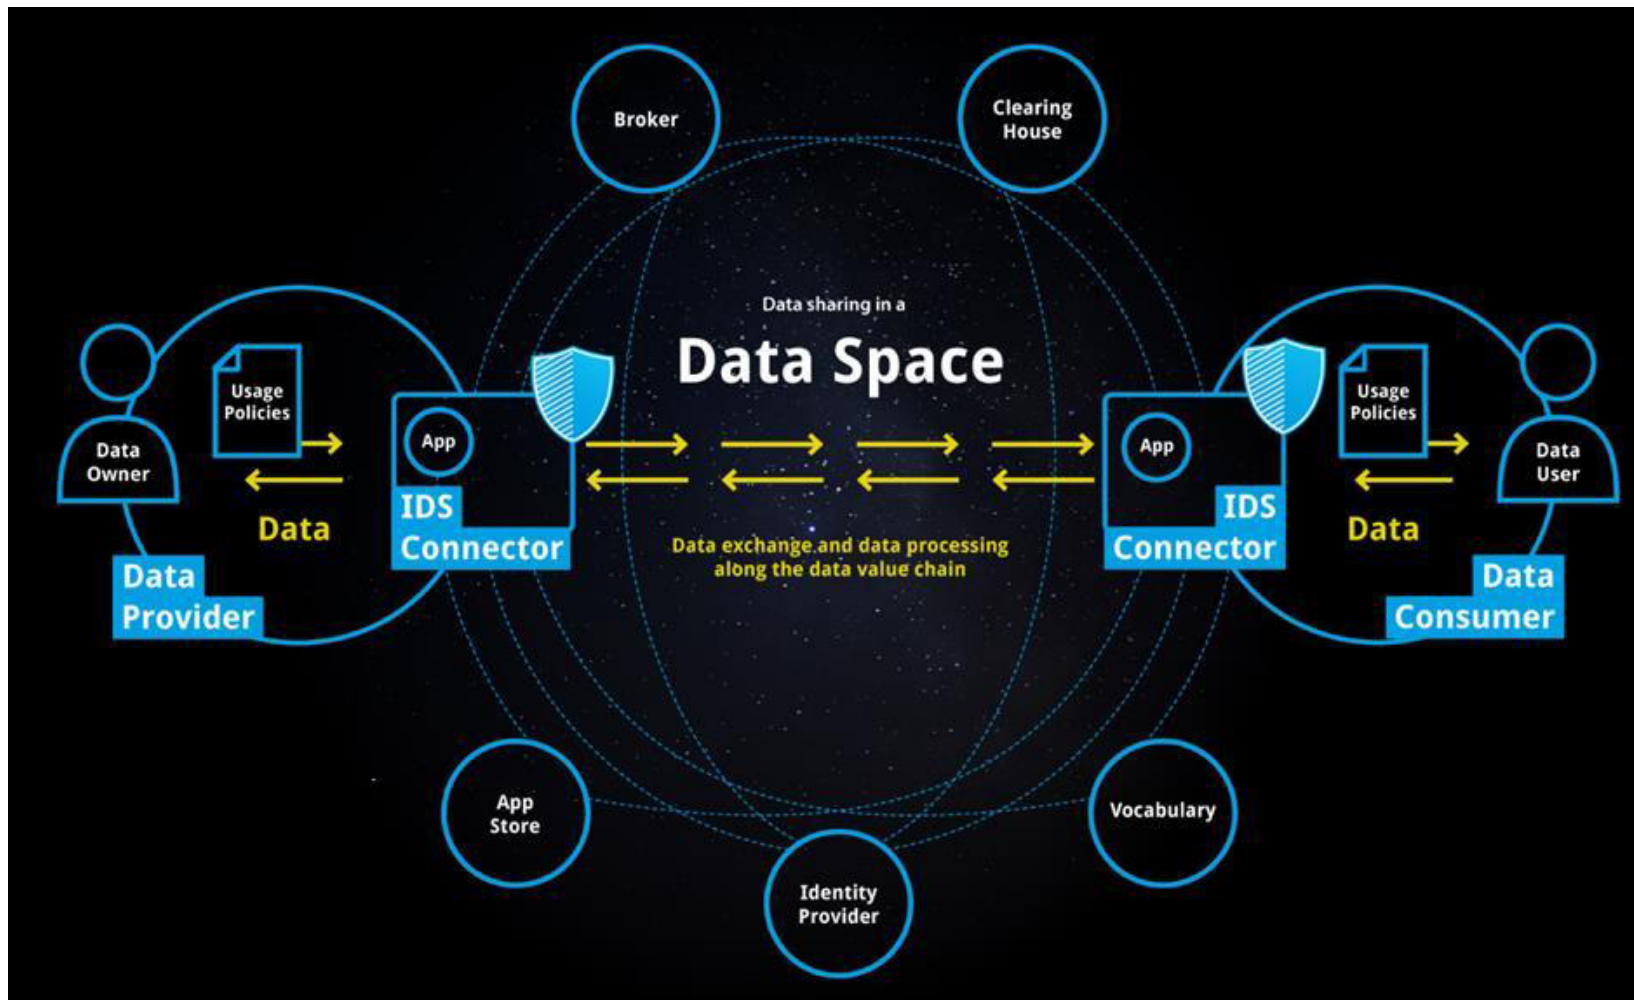 Broker
Clearing
House
Data sharing in a
Data Space
Usage
Policies
Data
Owner
App
IDS
Connector
Data
Data
Provider
Data exchange and data processing
along the data value chain
App
IDS
Connector
Usage
Policies
Data
User
Data
Data
Consumer
App
Store
Identity
Provider
Vocabulary